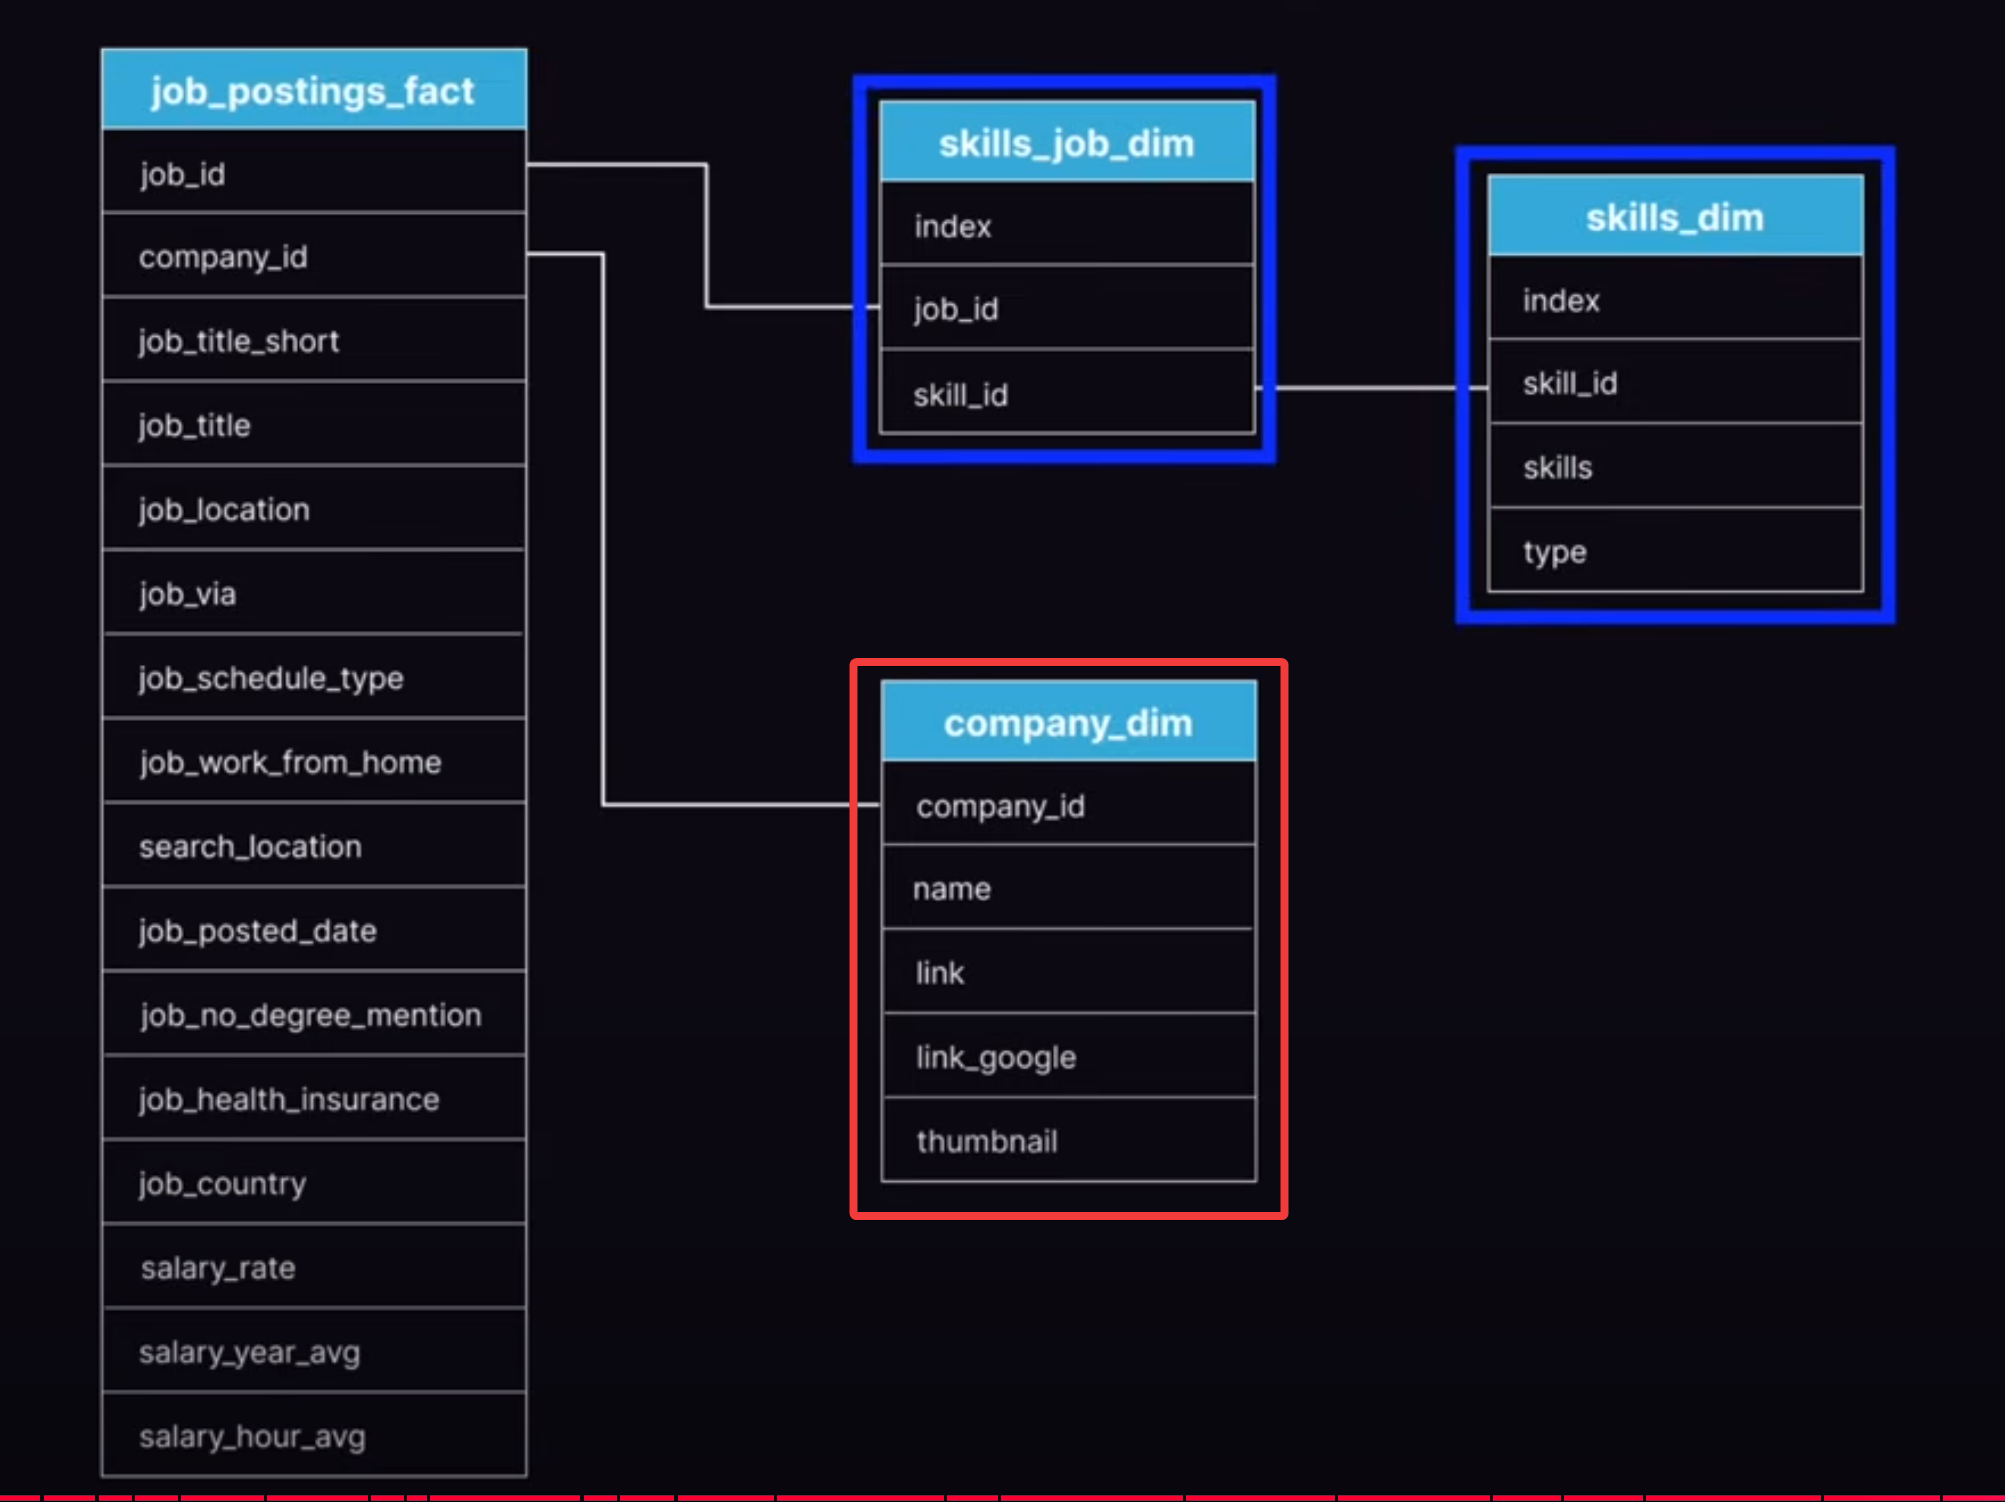 job_postings_fact
job_id
company_id
job_title_short
job_title
job_location
job_via
job_schedule_type
job_work_from_home
search_location
job_posted_date
job_no_degree_mention
job_health_insurance
job_country
salary_rate
salary_year_avg
salary_hour_avg
skills_job_dim
index
job_id
skill_id
skills_dim
index
skill_id
skills
type
company_dim
company_id
name
link
link_google
thumbnail